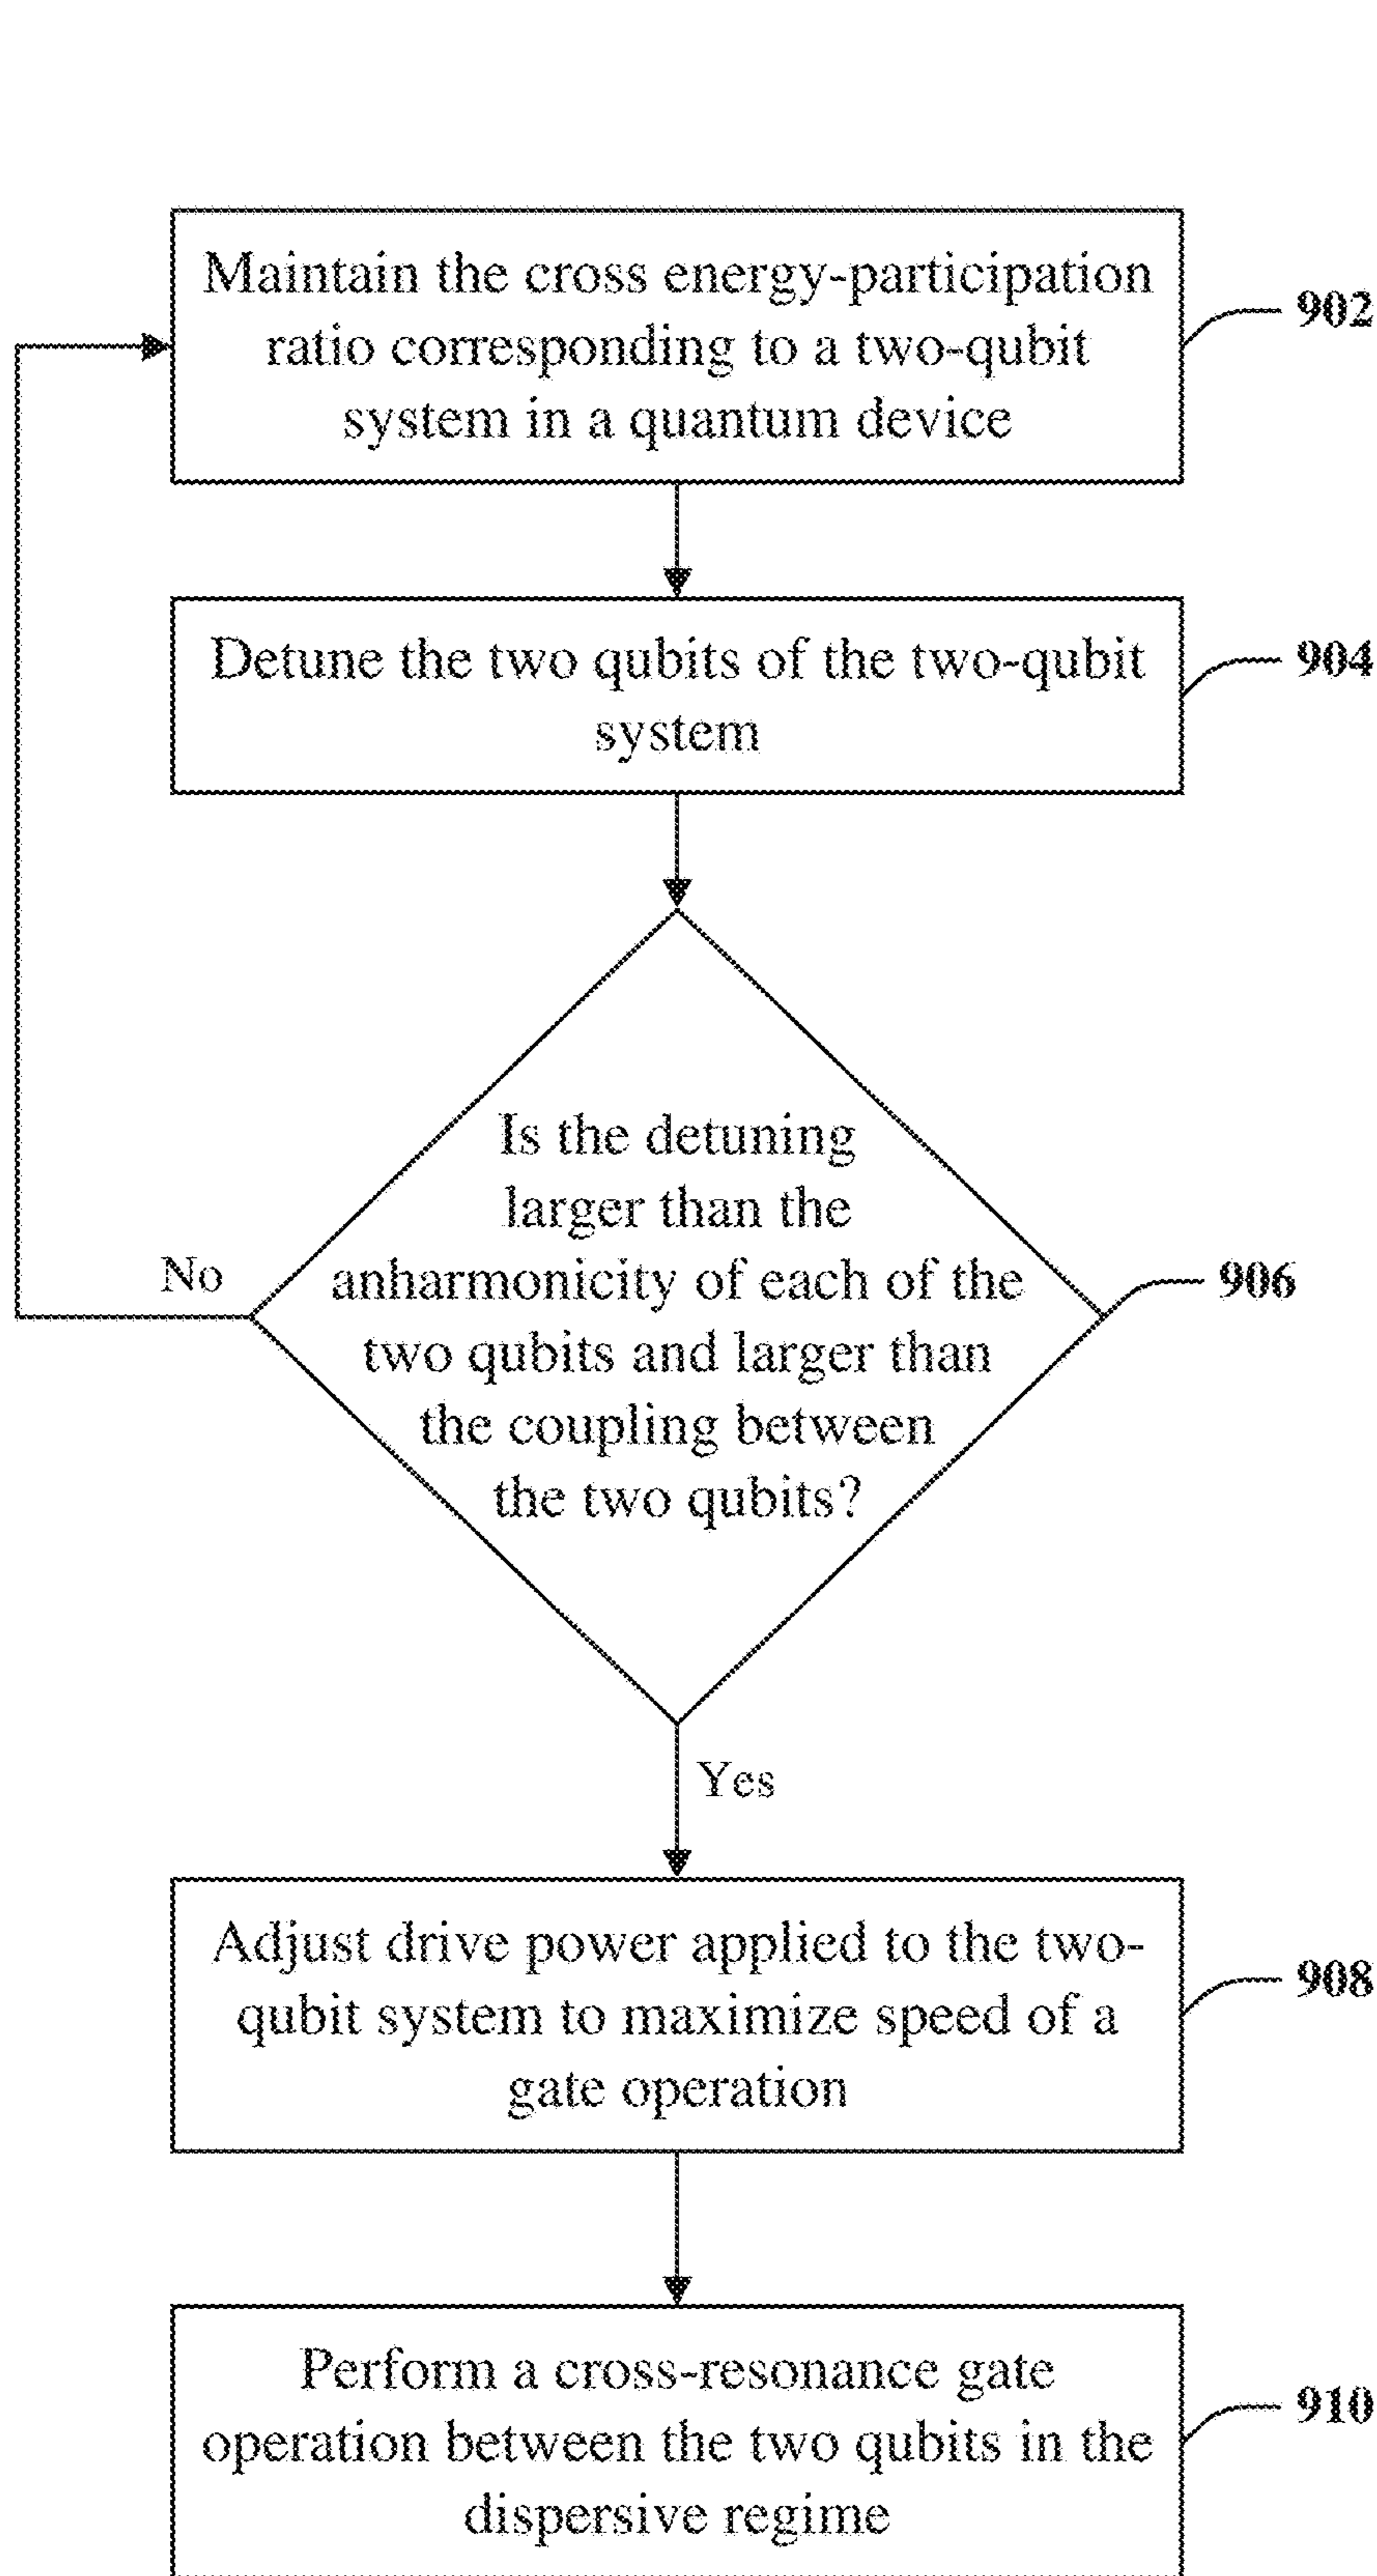 Maintain the cross energy-participation
ratio corresponding to a two-qubit
system in a quantum device
902
Detune the two qubits of the two-qubit
system
904
Is the detuning
larger than the
anharmonicity of each of the
two qubits and larger than
the coupling between
the two qubits?
906
No
Yes
Adjust drive power applied to the two-
qubit system to maximize speed of a
gate operation
908
Perform a cross-resonance gate
operation between the two qubits in the
dispersive regime
910